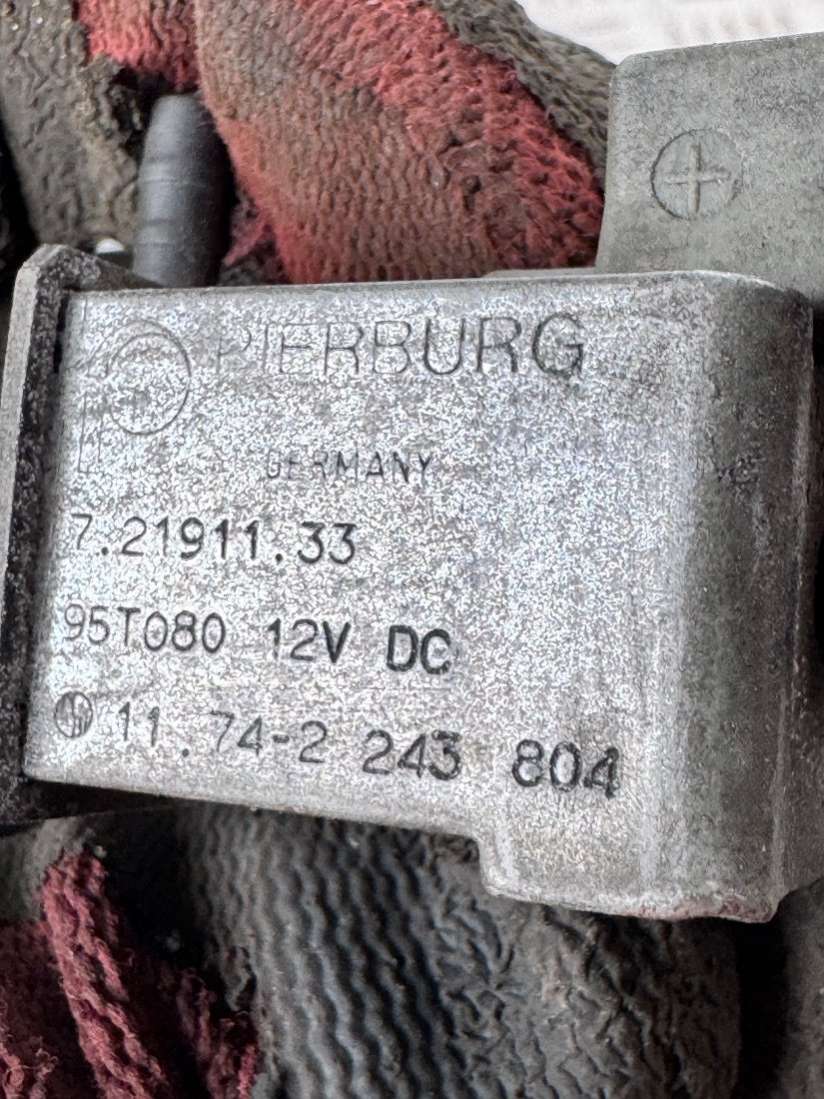 PIERBURG
GERMANY
7.21911.33
95T080 12V DC
11.74-2 243 804
+